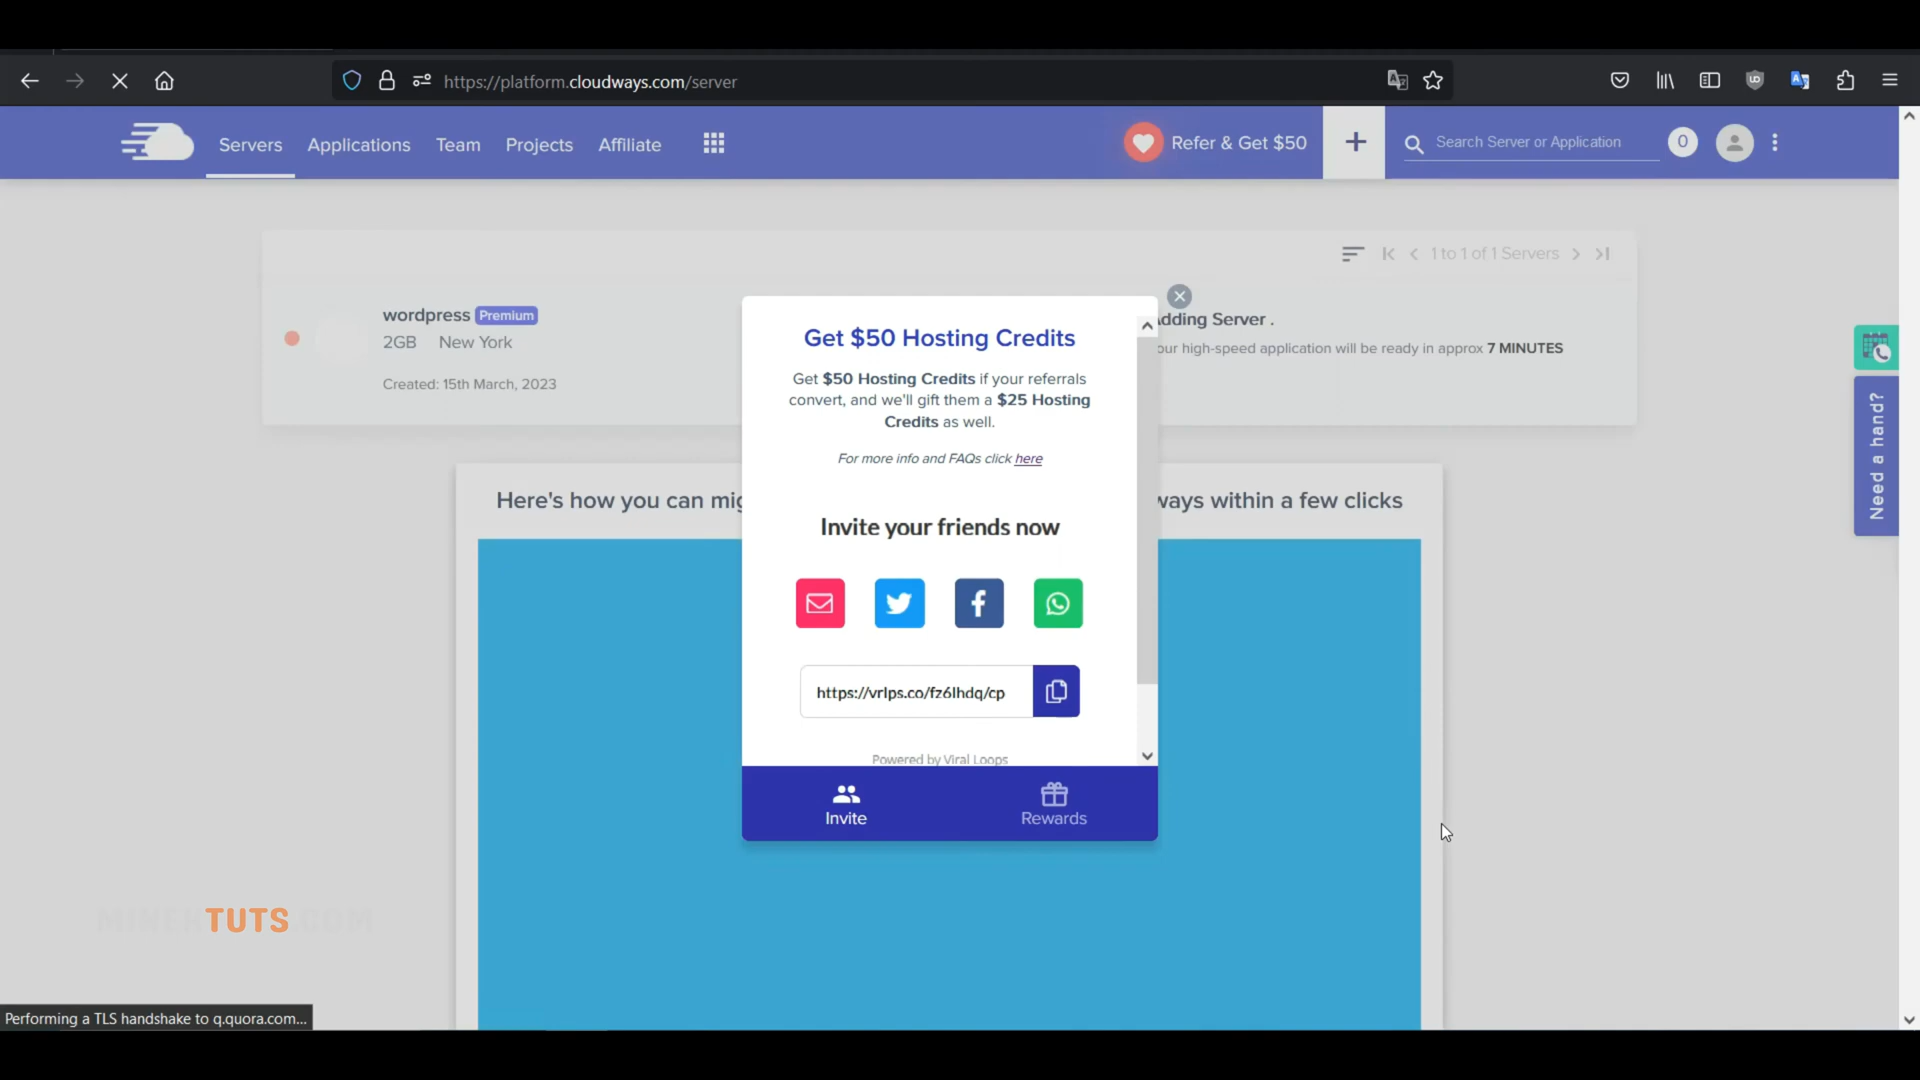 https://platform.cloudways.com/server
Servers Applications Team Projects Affiliate Refer & Get $50 Search Server or Application 0
1 to 1 of 1 Servers
wordpress Premium
2GB New York
Created: 15th March, 2023
dding Server .
our high-speed application will be ready in approx 7 MINUTES
Get $50 Hosting Credits
Get $50 Hosting Credits if your referrals
convert, and we'll gift them a $25 Hosting
Credits as well.
For more info and FAQs click here
Here's how you can mig
ways within a few clicks
Invite your friends now
https://vrlps.co/fz6lhdq/cp
Powered by Viral Loops
Invite Rewards
Need a hand?
TUTS.COM
Performing a TLS handshake to q.quora.com...